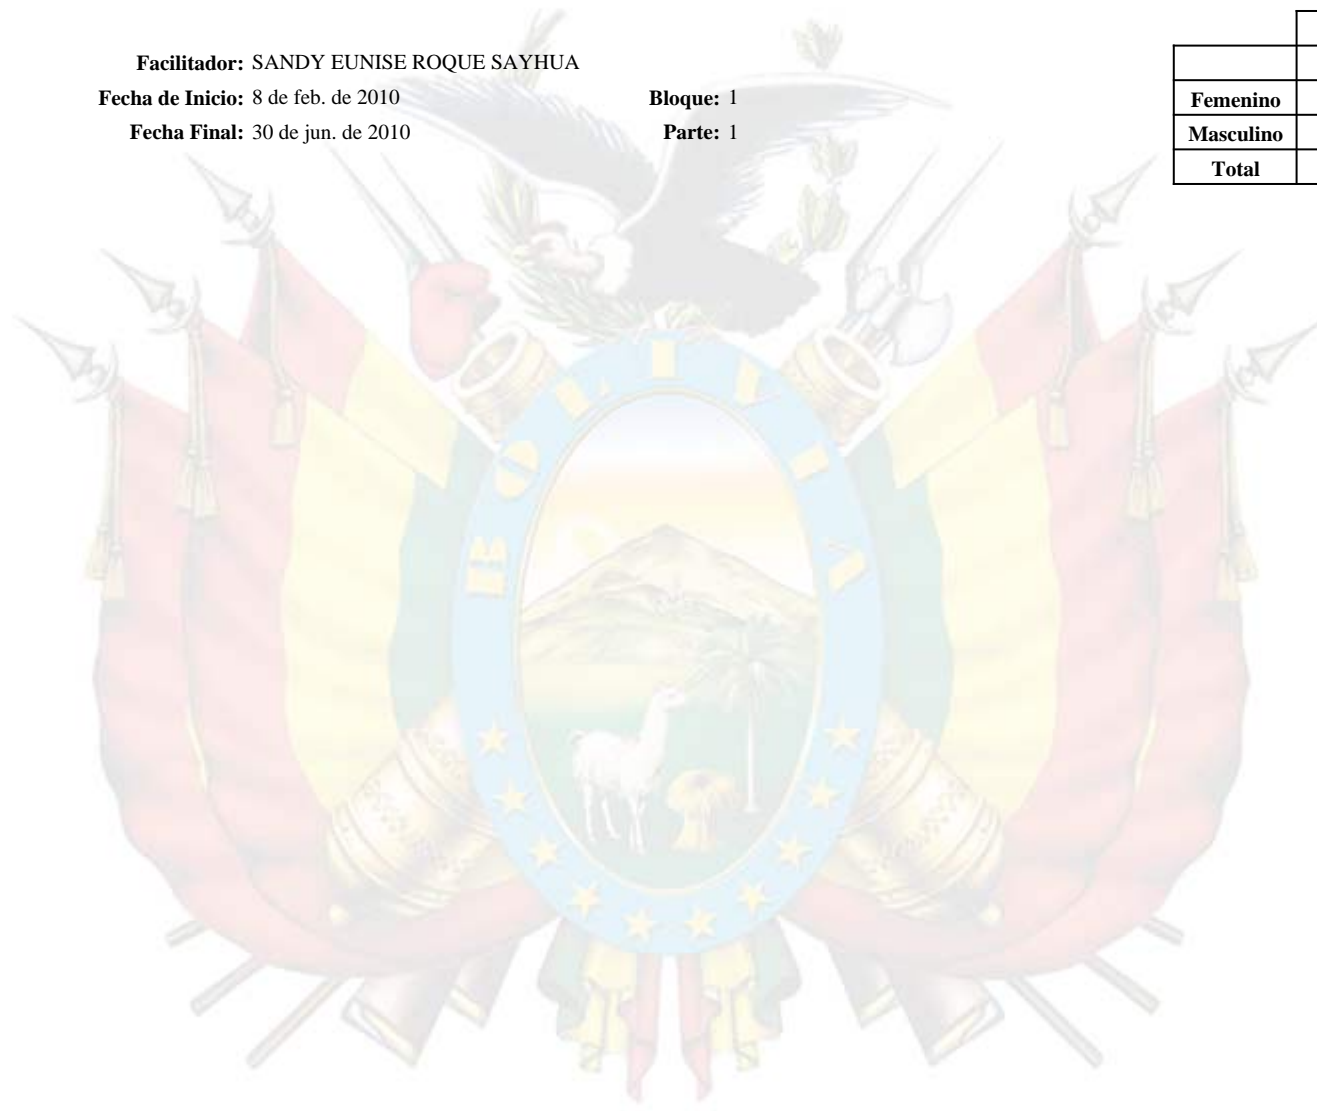 Facilitador: SANDY EUNISE ROQUE SAYHUA
Fecha de Inicio: 8 de feb. de 2010 Bloque: 1
Fecha Final: 30 de jun. de 2010 Parte: 1
Femenino
Masculino
Total
BOLIVIA